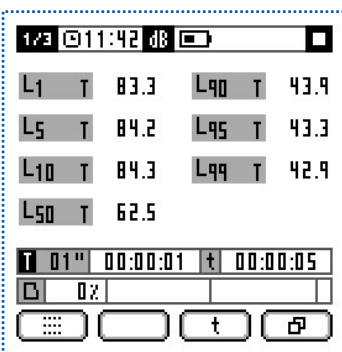 1/3 11:42 dB
L1 T 83.3 L90 T 43.9
L5 T 84.2 L95 T 43.3
L10 T 84.3 L99 T 42.9
L50 T 62.5
T 01" 00:00:01 t 00:00:05
0%
t